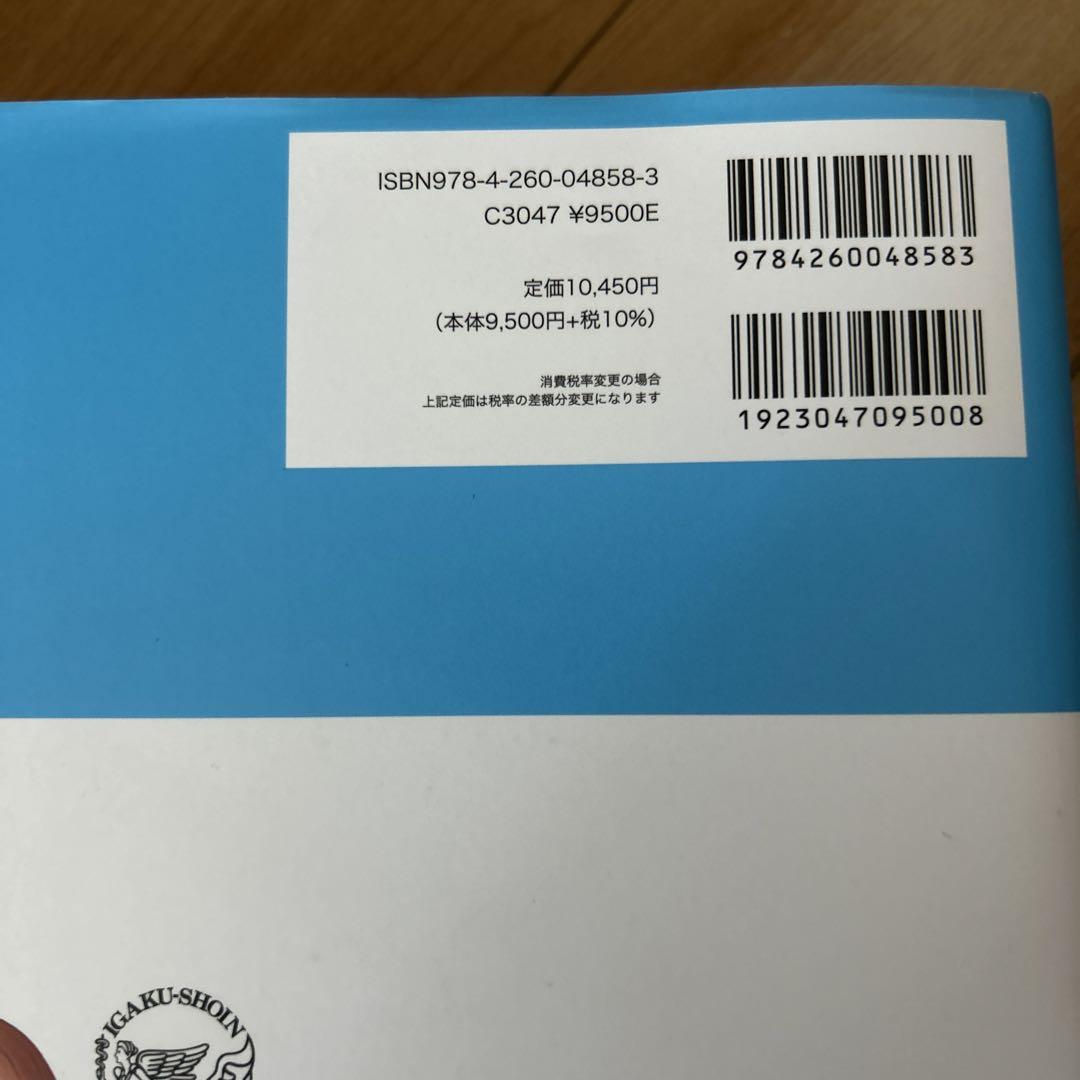 ISBN978-4-260-04858-3
C3047 ¥9500E
定価10,450円
(本体9,500円+税10%)
消費税率変更の場合
上記定価は税率の差額分変更になります
9784260048583
1923047095008
IGAKU-SHOIN